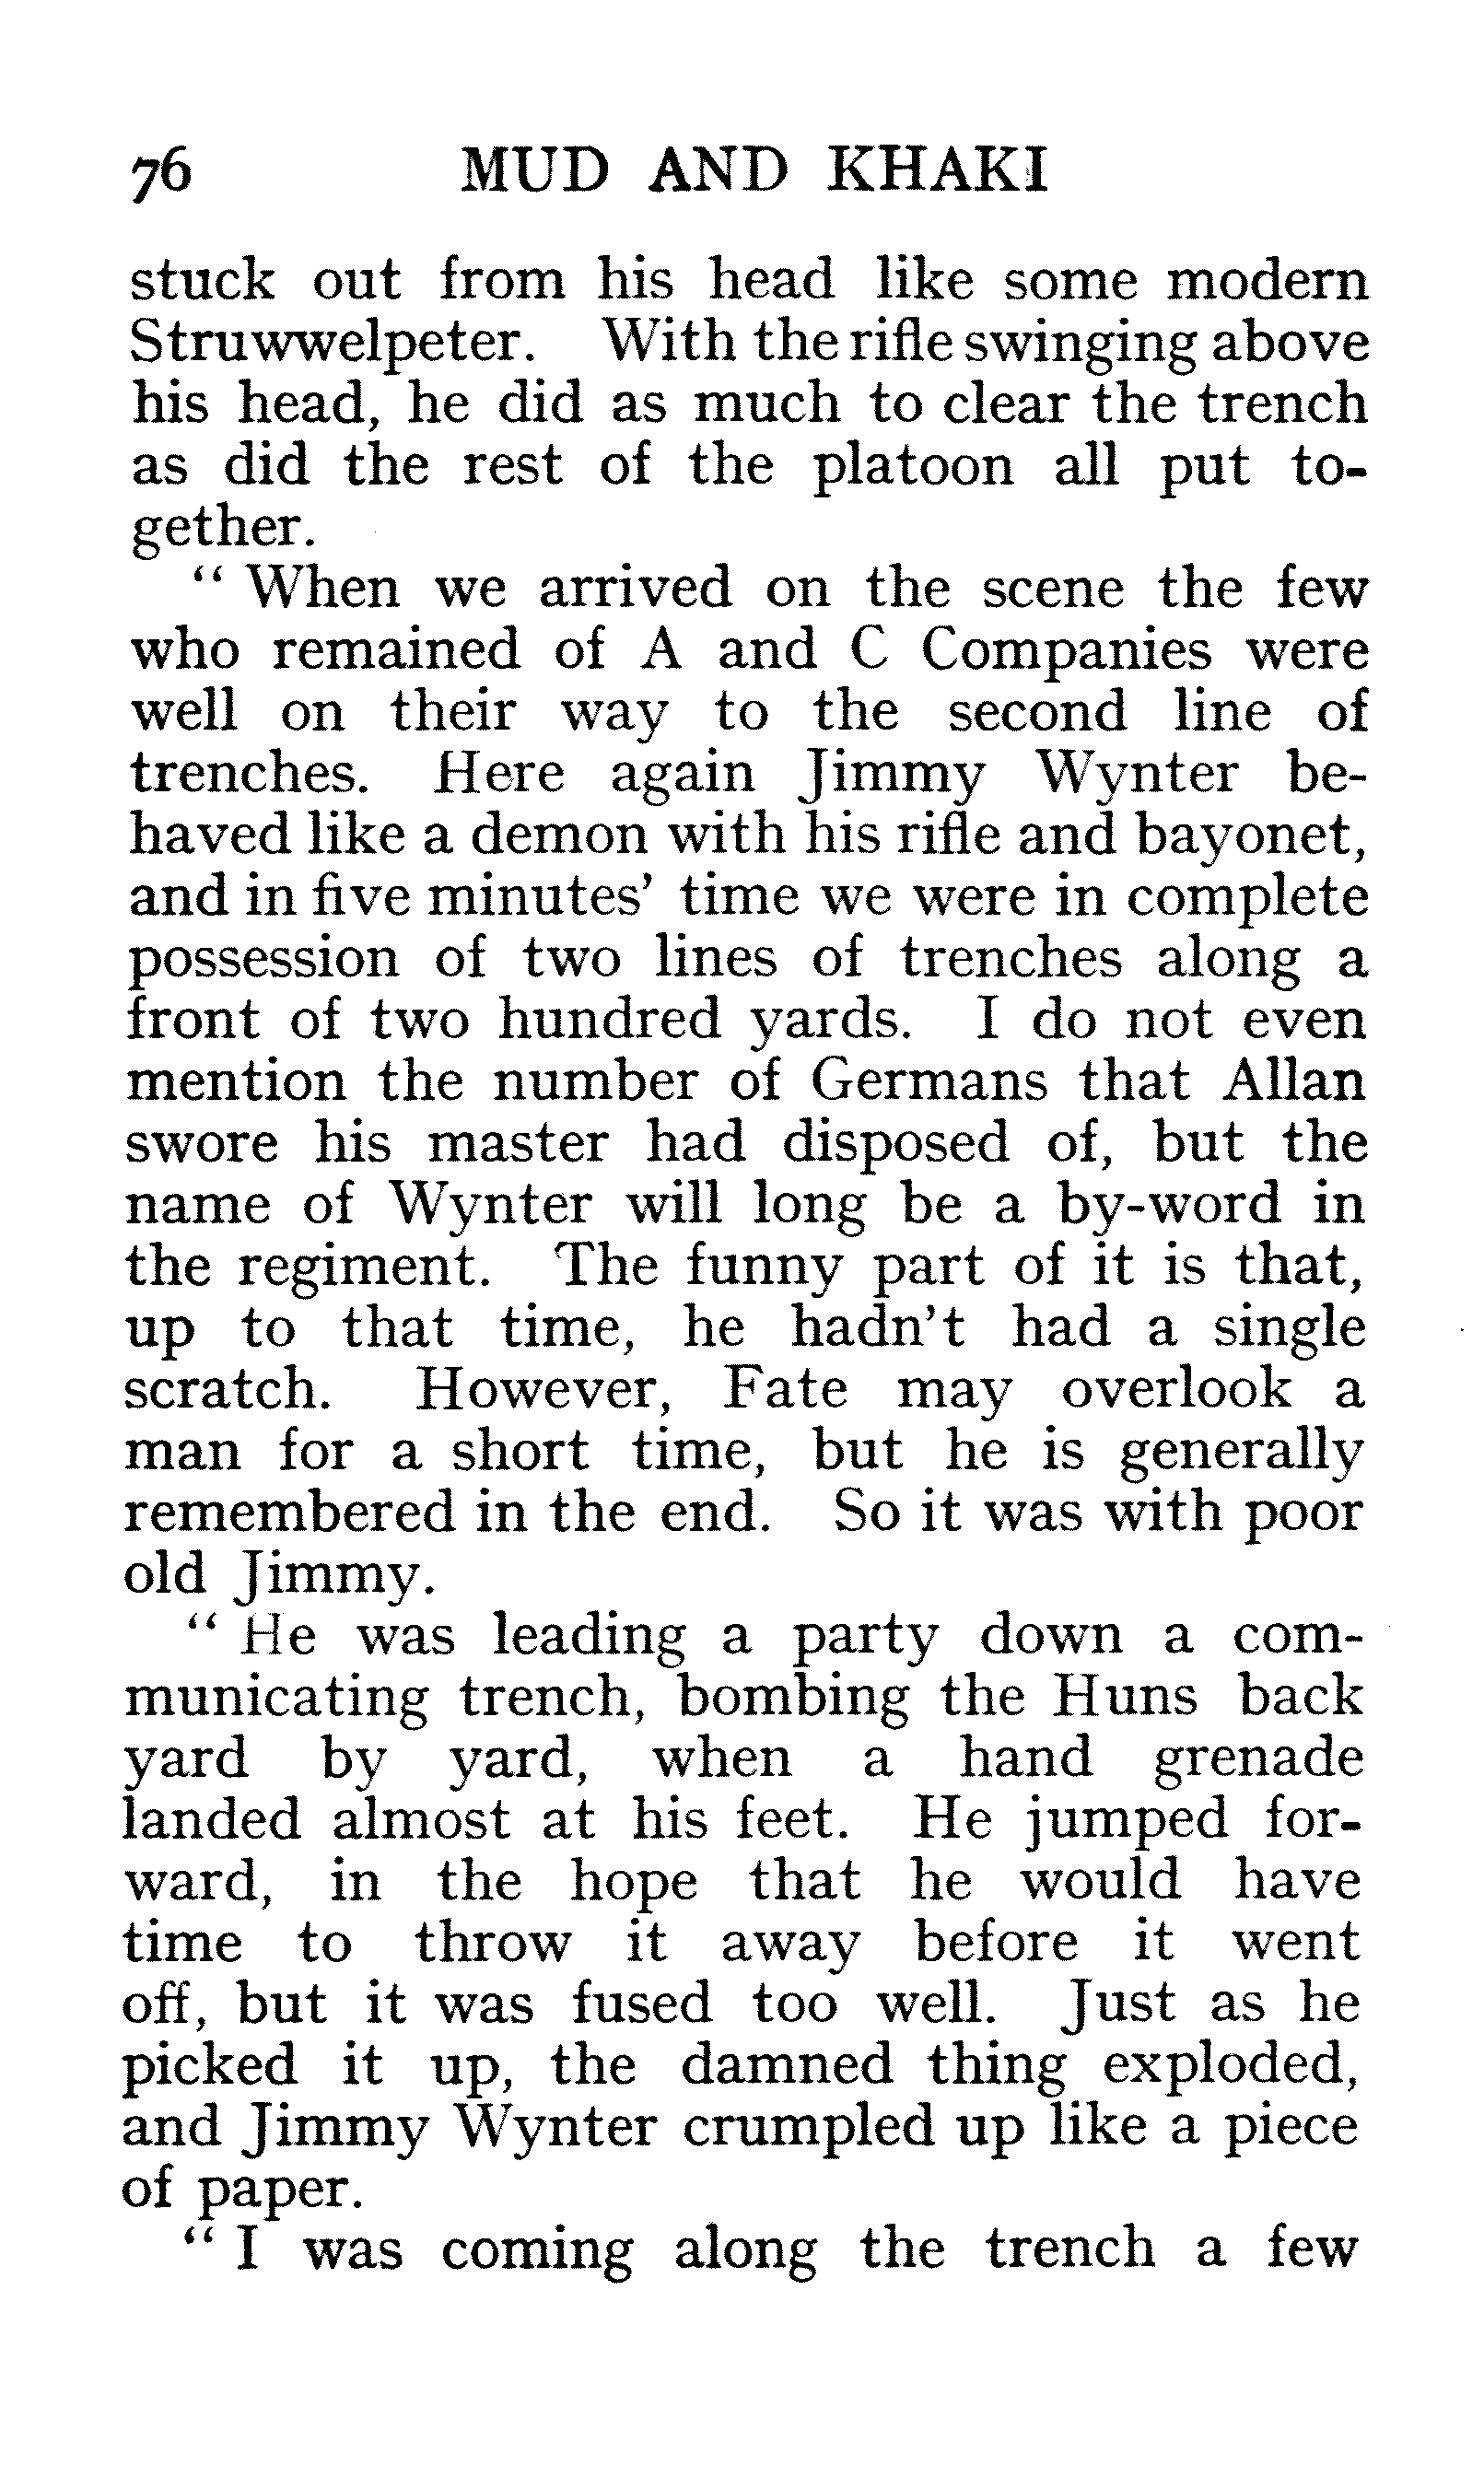 76 MUD AND KHAKI
stuck out from his head like some modern
Struwwelpeter. With the rifle swinging above
his head, he did as much to clear the trench
as did the rest of the platoon all put to-
gether.
“ When we arrived on the scene the few
who remained of A and C Companies were
well on their way to the second line of
trenches. Here again Jimmy Wynter be-
haved like a demon with his rifle and bayonet,
and in five minutes’ time we were in complete
possession of two lines of trenches along a
front of two hundred yards. I do not even
mention the number of Germans that Allan
swore his master had disposed of, but the
name of Wynter will long be a by-word in
the regiment. The funny part of it is that,
up to that time, he hadn’t had a single
scratch. However, Fate may overlook a
man for a short time, but he is generally
remembered in the end. So it was with poor
old Jimmy.
“ He was leading a party down a com-
municating trench, bombing the Huns back
yard by yard, when a hand grenade
landed almost at his feet. He jumped for-
ward, in the hope that he would have
time to throw it away before it went
off, but it was fused too well. Just as he
picked it up, the damned thing exploded,
and Jimmy Wynter crumpled up like a piece
of paper.
“ I was coming along the trench a few